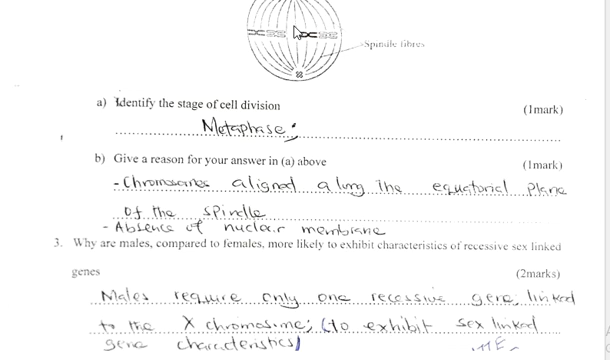 Spindle fibres
a) Identify the stage of cell division (1mark)
Metaphase;
b) Give a reason for your answer in (a) above (1mark)
- Chromosomes aligned along the equatorial plane
of the spindle
- Absence of nuclear membrane
3. Why are males, compared to females, more likely to exhibit characteristics of recessive sex linked
genes (2marks)
Males require only one recessive gene linked
to the X chromosome; (to exhibit sex linked
gene characteristics)